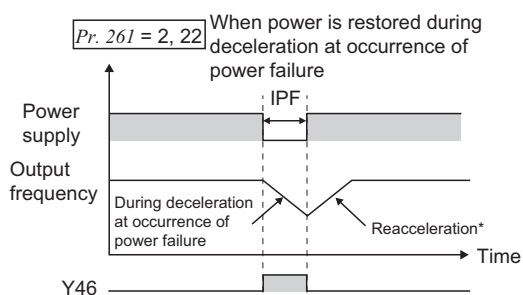 Pr. 261 = 2, 22
When power is restored during
deceleration at occurrence of
power failure
IPF
Power
supply
Output
frequency
During deceleration
at occurrence of
power failure
Reacceleration*
Time
Y46